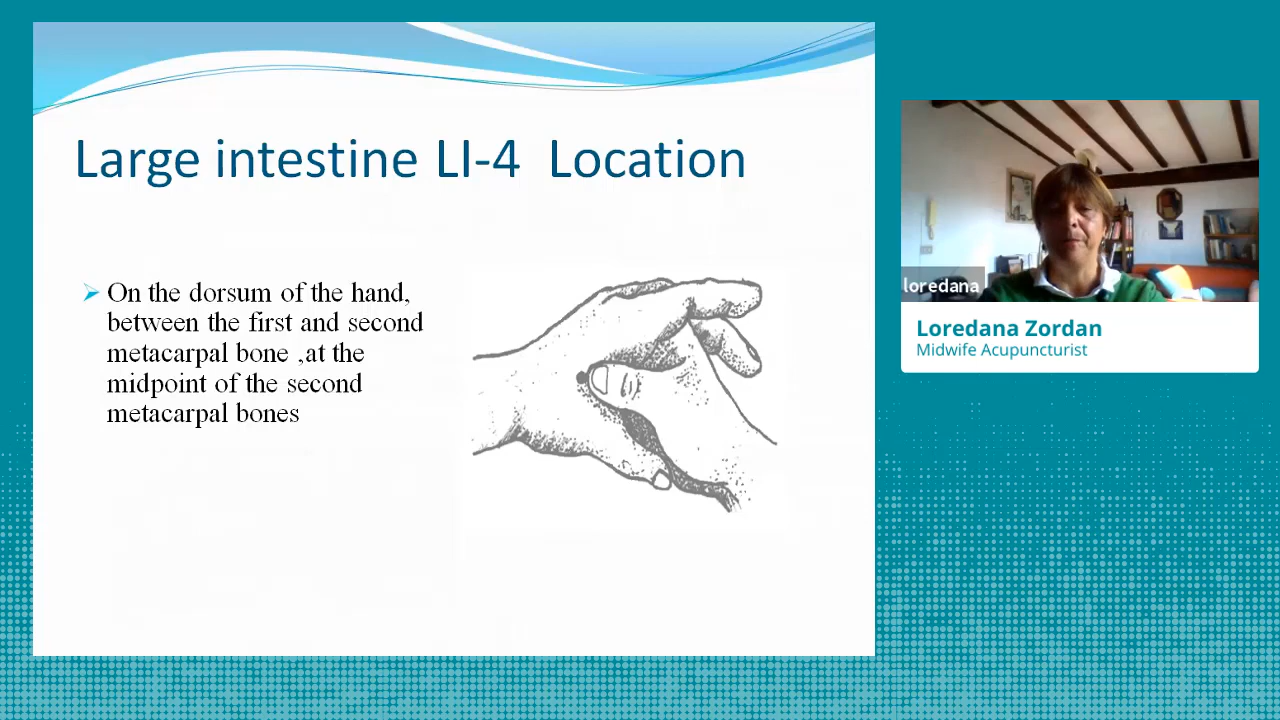 Large intestine LI-4 Location
On the dorsum of the hand,
between the first and second
metacarpal bone ,at the
midpoint of the second
metacarpal bones
loredana
Loredana Zordan
Midwife Acupuncturist